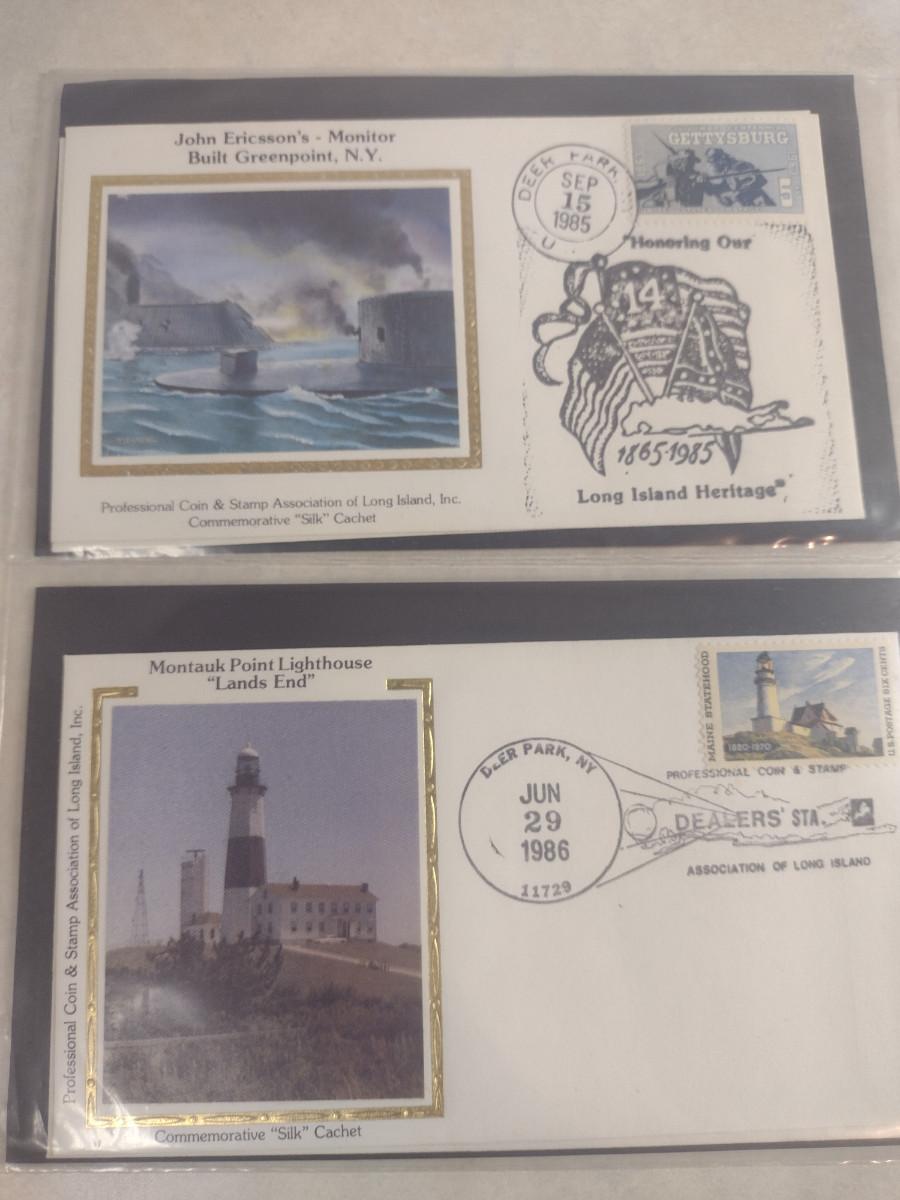 John Ericsson's - Monitor
Built Greenpoint, N.Y.
Professional Coin & Stamp Association of Long Island, Inc.
Commemorative "Silk" Cachet
DEER PARK
SEP
15
1985
GETTYSBURG
"Honoring Our
14
1865-1985
Long Island Heritage"
Montauk Point Lighthouse
"Lands End"
Professional Coin & Stamp Association of Long Island, Inc.
Commemorative "Silk" Cachet
DEER PARK, NY
JUN
29
1986
11729
MAINE STATEHOOD
1820-1970
U.S. POSTAGE SIX CENTS
PROFESSIONAL COIN & STAMP
DEALERS' STA.
ASSOCIATION OF LONG ISLAND